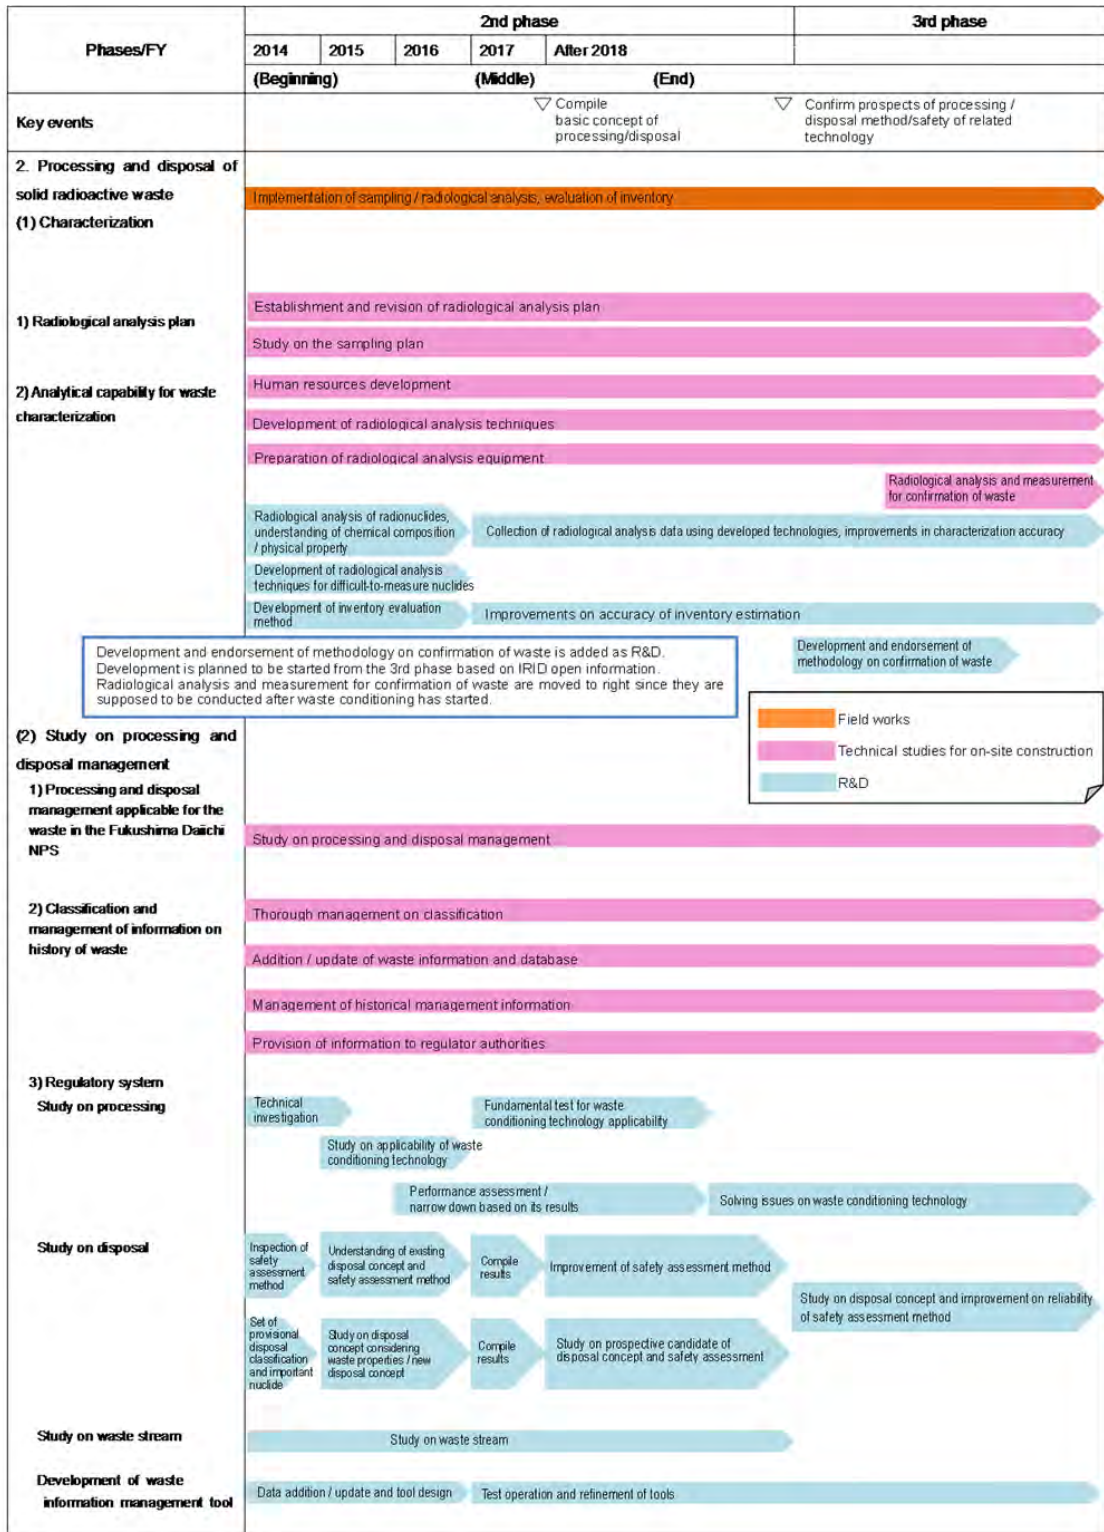 Phases/FY
2nd phase
3rd phase
2014
2015
2016
2017
After 2018
(Beginning)
(Middle)
(End)
Key events
▽ Compile
basic concept of
processing/disposal
▽ Confirm prospects of processing /
disposal method/safety of related
technology
2. Processing and disposal of
solid radioactive waste
(1) Characterization
Implementation of sampling / radiological analysis, evaluation of inventory
1) Radiological analysis plan
Establishment and revision of radiological analysis plan
Study on the sampling plan
2) Analytical capability for waste
characterization
Human resources development
Development of radiological analysis techniques
Preparation of radiological analysis equipment
Radiological analysis and measurement
for confirmation of waste
Radiological analysis of radionuclides,
understanding of chemical composition
/ physical property
Collection of radiological analysis data using developed technologies, improvements in characterization accuracy
Development of radiological analysis
techniques for difficult-to-measure nuclides
Development of inventory evaluation
method
Improvements on accuracy of inventory estimation
Development and endorsement of
methodology on confirmation of waste
Development and endorsement of methodology on confirmation of waste is added as R&D.
Development is planned to be started from the 3rd phase based on IRID open information.
Radiological analysis and measurement for confirmation of waste are moved to right since they are
supposed to be conducted after waste conditioning has started.
Field works
Technical studies for on-site construction
R&D
(2) Study on processing and
disposal management
1) Processing and disposal
management applicable for the
waste in the Fukushima Daiichi
NPS
Study on processing and disposal management
2) Classification and
management of information on
history of waste
Thorough management on classification
Addition / update of waste information and database
Management of historical management information
Provision of information to regulator authorities
3) Regulatory system
Study on processing
Technical
investigation
Fundamental test for waste
conditioning technology applicability
Study on applicability of waste
conditioning technology
Performance assessment /
narrow down based on its results
Solving issues on waste conditioning technology
Study on disposal
Inspection of
safety
assessment
method
Understanding of existing
disposal concept and
safety assessment method
Compile
results
Improvement of safety assessment method
Study on disposal concept and improvement on reliability
of safety assessment method
Set of
provisional
disposal
classification
and important
nuclide
Study on disposal
concept considering
waste properties / new
disposal concept
Compile
results
Study on prospective candidate of
disposal concept and safety assessment
Study on waste stream
Study on waste stream
Development of waste
information management tool
Data addition / update and tool design
Test operation and refinement of tools